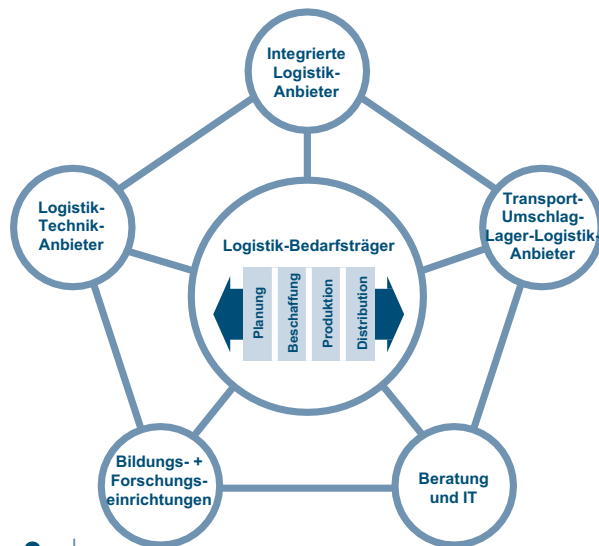 Integrierte
Logistik-
Anbieter
Logistik-
Technik-
Anbieter
Transport-
Umschlag-
Lager-Logistik-
Anbieter
Logistik-Bedarfsträger
Planung
Beschaffung
Produktion
Distribution
Bildungs- +
Forschungs-
einrichtungen
Beratung
und IT